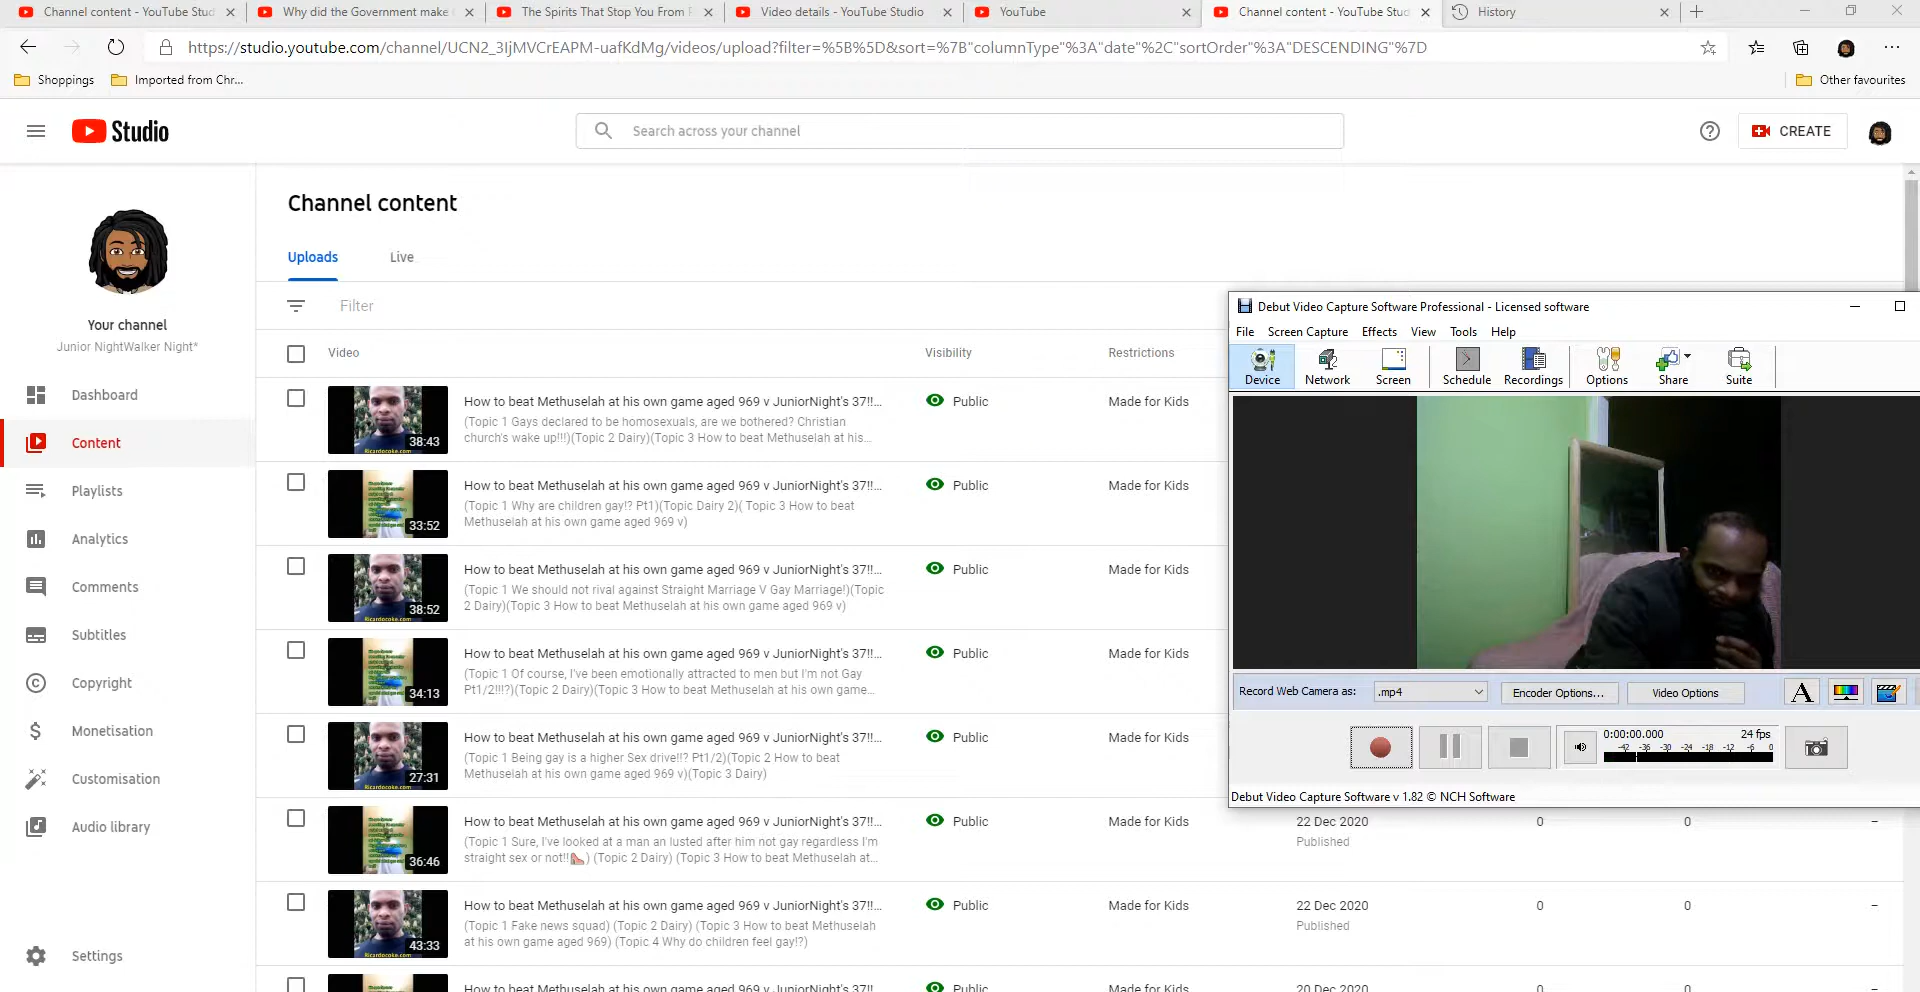 Channel content - YouTube Stud
Why did the Government make
The Spirits That Stop You From
Video details - YouTube Studio
YouTube
Channel content - YouTube Stud
History
https://studio.youtube.com/channel/UCN2_3IjMVCrEAPM-uafKdMg/videos/upload?filter=%5B%5D&sort=%7B"columnType"%3A"date"%2C"sortOrder"%3A"DESCENDING"%7D
Shoppings
Imported from Chr...
Other favourites
Studio
Search across your channel
CREATE
Your channel
Junior NightWalker Night*
Dashboard
Content
Playlists
Analytics
Comments
Subtitles
Copyright
Monetisation
Customisation
Audio library
Settings
Channel content
Uploads
Live
Filter
Video
Visibility
Restrictions
38:43
Ricardocoke.com
How to beat Methuselah at his own game aged 969 v JuniorNight's 37!!...
(Topic 1 Gays declared to be homosexuals, are we bothered? Christian
church's wake up!!!)(Topic 2 Dairy)(Topic 3 How to beat Methuselah at his...
Public
Made for Kids
33:52
How to beat Methuselah at his own game aged 969 v JuniorNight's 37!!...
(Topic 1 Why are children gay!? Pt1)(Topic Dairy 2)( Topic 3 How to beat
Methuselah at his own game aged 969 v)
Public
Made for Kids
38:52
Ricardocoke.com
How to beat Methuselah at his own game aged 969 v JuniorNight's 37!!...
(Topic 1 We should not rival against Straight Marriage V Gay Marriage!)(Topic
2 Dairy)(Topic 3 How to beat Methuselah at his own game aged 969 v)
Public
Made for Kids
34:13
How to beat Methuselah at his own game aged 969 v JuniorNight's 37!!...
(Topic 1 Of course, I've been emotionally attracted to men but I'm not Gay
Pt1/2!!!?)(Topic 2 Dairy)(Topic 3 How to beat Methuselah at his own game...
Public
Made for Kids
27:31
Ricardocoke.com
How to beat Methuselah at his own game aged 969 v JuniorNight's 37!!...
(Topic 1 Being gay is a higher Sex drive!!? Pt1/2)(Topic 2 How to beat
Methuselah at his own game aged 969 v)(Topic 3 Dairy)
Public
Made for Kids
36:46
How to beat Methuselah at his own game aged 969 v JuniorNight's 37!!...
(Topic 1 Sure, I've looked at a man an lusted after him not gay regardless I'm
straight sex or not!!👠) (Topic 2 Dairy) (Topic 3 How to beat Methuselah at...
Public
Made for Kids
22 Dec 2020
Published
0
0
–
43:33
Ricardocoke.com
How to beat Methuselah at his own game aged 969 v JuniorNight's 37!!...
(Topic 1 Fake news squad) (Topic 2 Dairy) (Topic 3 How to beat Methuselah
at his own game aged 969) (Topic 4 Why do children feel gay!?)
Public
Made for Kids
22 Dec 2020
Published
0
0
–
How to beat Methuselah at his own game aged 969 v JuniorNight's 37!!
Public
Made for Kids
20 Dec 2020
0
0
Debut Video Capture Software Professional - Licensed software
File Screen Capture Effects View Tools Help
Device
Network
Screen
Schedule
Recordings
Options
Share
Suite
Record Web Camera as:
.mp4
Encoder Options...
Video Options
A
0:00:00.000
24 fps
-42 -36 -30 -24 -18 -12 -6 0
Debut Video Capture Software v 1.82 © NCH Software